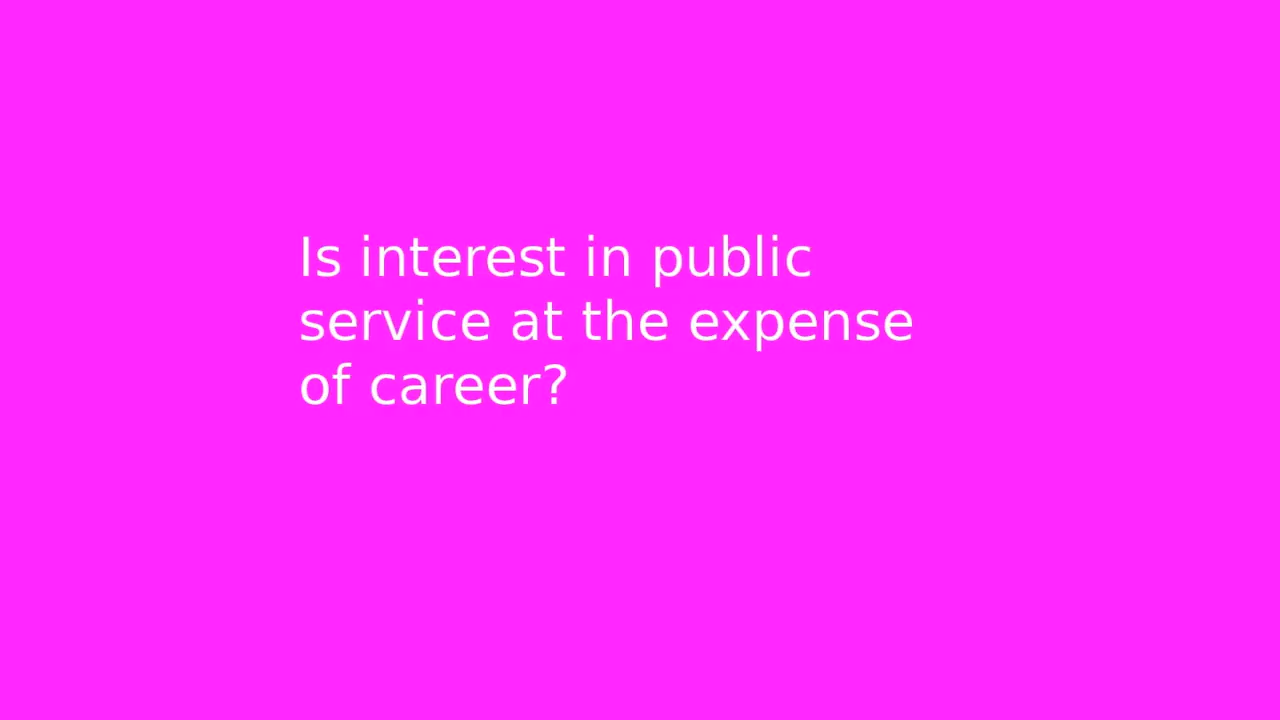 Is interest in public
service at the expense
of career?